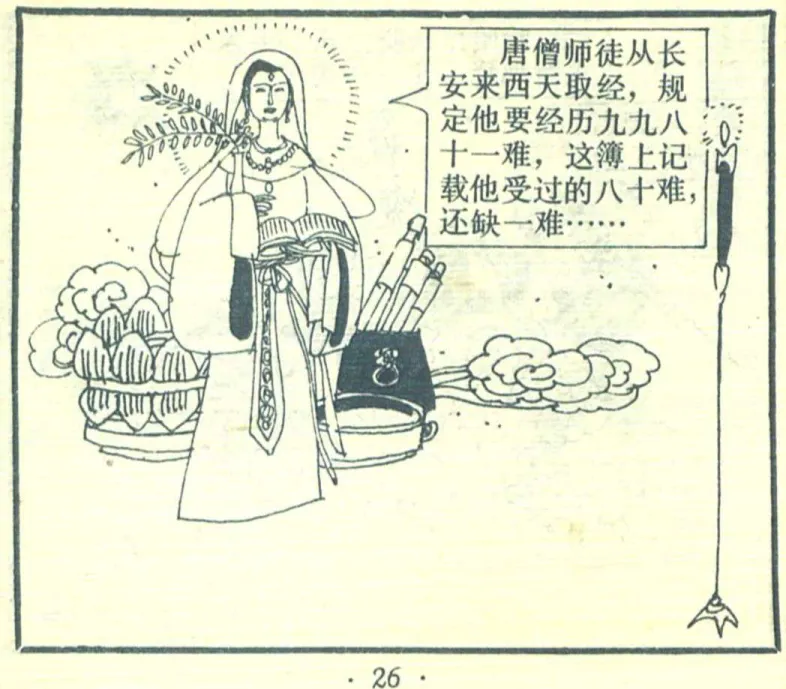 唐僧师徒从长
安来西天取经，规
定他要经历九九八
十一难，这簿上记
载他受过的八十难，
还缺一难……
· 26 ·